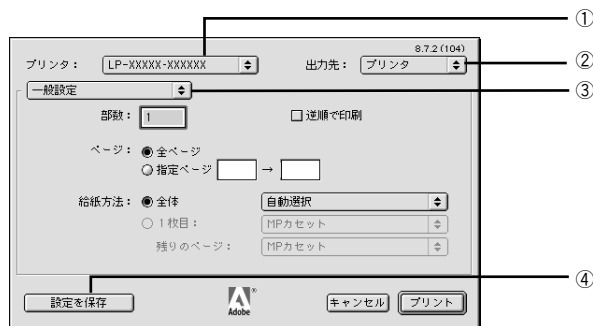 ①
8.7.2 (104)
プリンタ： LP-XXXXX-XXXXXX 出力先： プリンタ ②
一般設定 ③
部数： 1 □ 逆順で印刷
ページ： ● 全ページ
○ 指定ページ →
給紙方法： ● 全体 自動選択
○ 1枚目： MPカセット
残りのページ： MPカセット
④
設定を保存 Adobe® キャンセル プリント